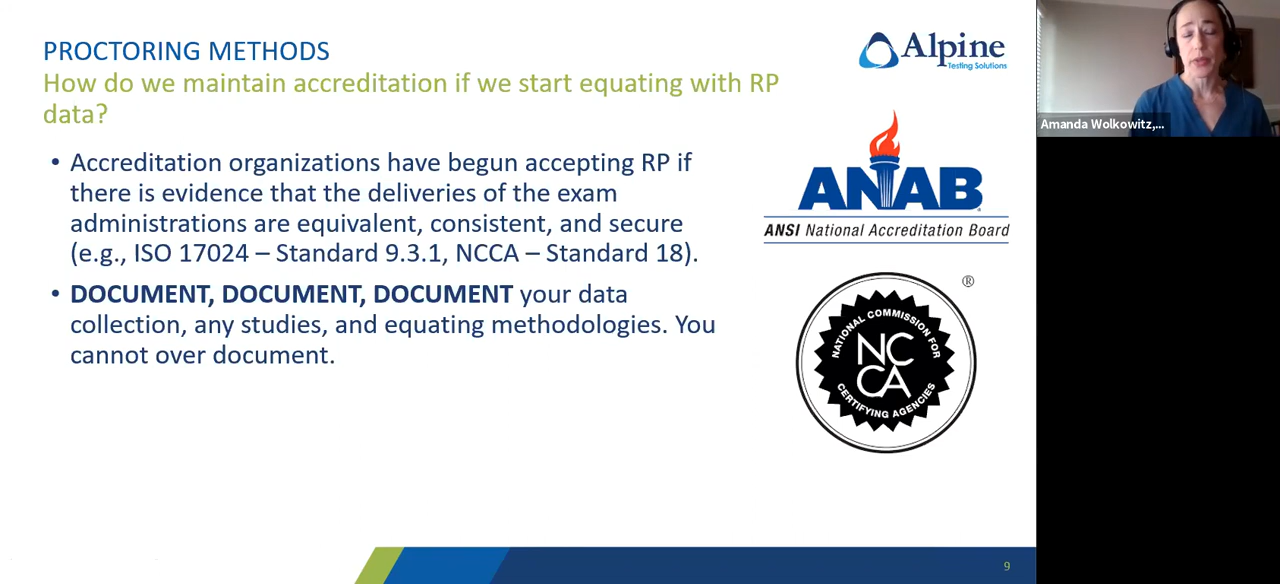 PROCTORING METHODS
How do we maintain accreditation if we start equating with RP
data?
• Accreditation organizations have begun accepting RP if
there is evidence that the deliveries of the exam
administrations are equivalent, consistent, and secure
(e.g., ISO 17024 – Standard 9.3.1, NCCA – Standard 18).
• DOCUMENT, DOCUMENT, DOCUMENT your data
collection, any studies, and equating methodologies. You
cannot over document.
Alpine
Testing Solutions
ANAB
ANSI National Accreditation Board
®
NATIONAL COMMISSION FOR
NC
CA
CERTIFYING AGENCIES
9
Amanda Wolkowitz,...